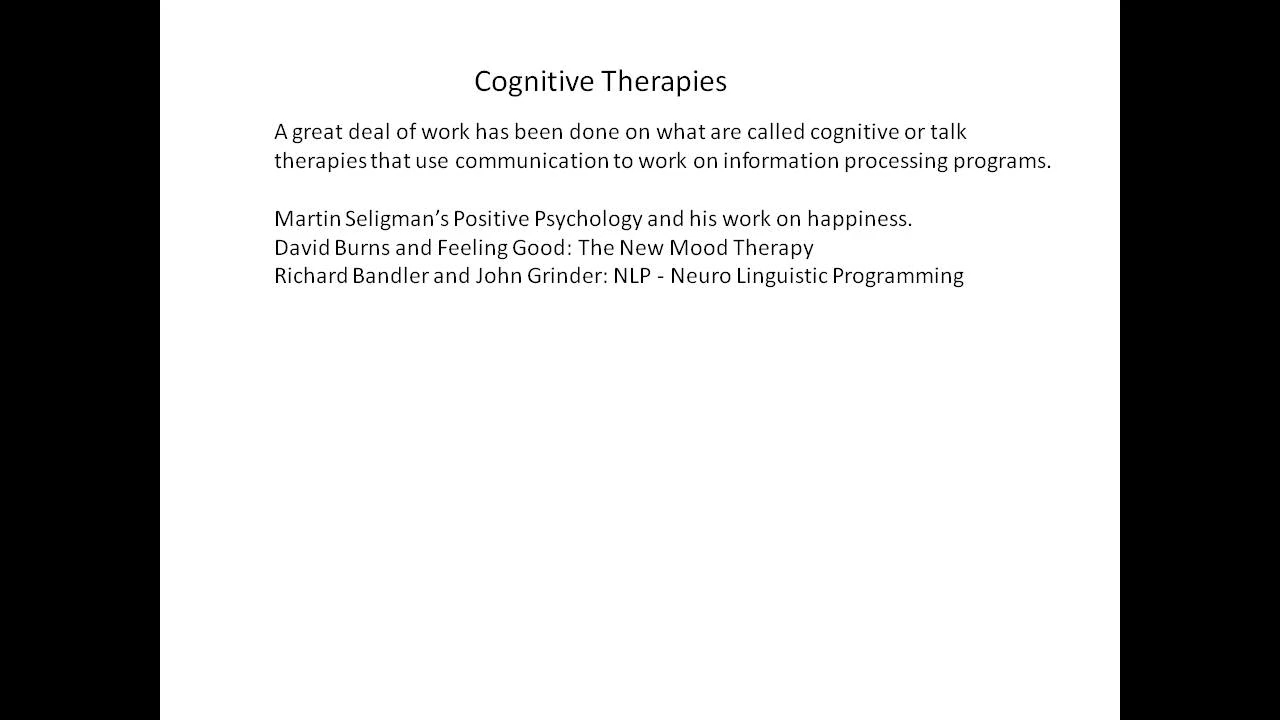 Cognitive Therapies
A great deal of work has been done on what are called cognitive or talk
therapies that use communication to work on information processing programs.
Martin Seligman’s Positive Psychology and his work on happiness.
David Burns and Feeling Good: The New Mood Therapy
Richard Bandler and John Grinder: NLP - Neuro Linguistic Programming